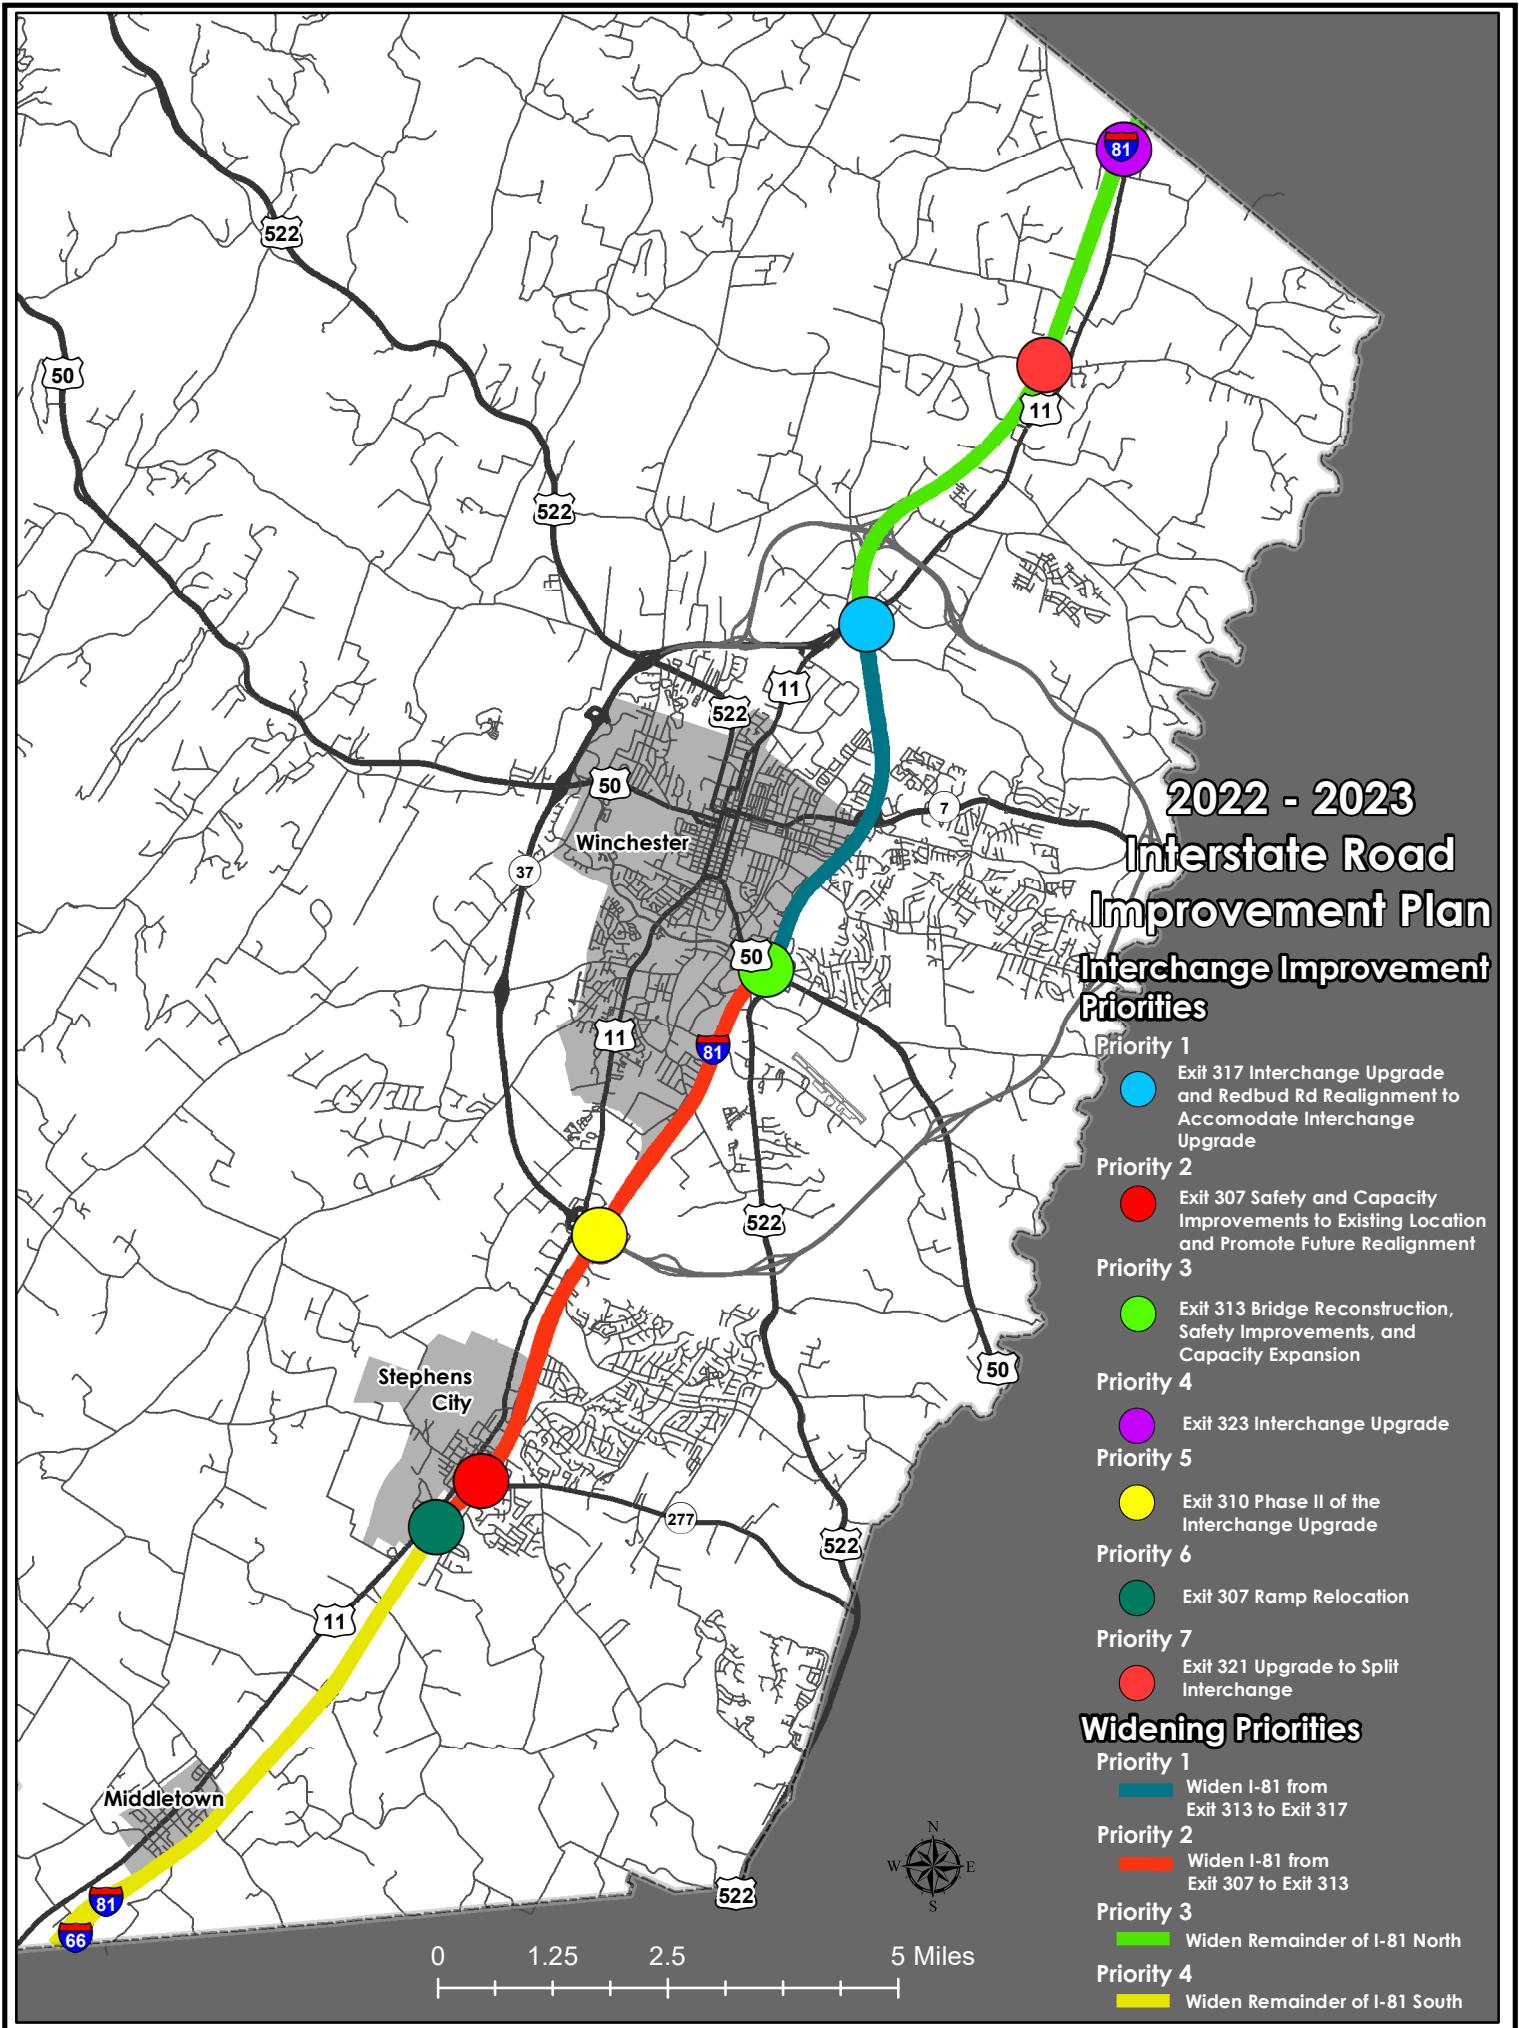 81
522
50
11
522
11
522
50
7
Winchester
37
50
11
81
522
Stephens
City
50
277
522
11
Middletown
81
66
522
N
W
E
S
0
1.25
2.5
5 Miles
2022 - 2023
Interstate Road
Improvement Plan
Interchange Improvement
Priorities
Priority 1
Exit 317 Interchange Upgrade
and Redbud Rd Realignment to
Accomodate Interchange
Upgrade
Priority 2
Exit 307 Safety and Capacity
Improvements to Existing Location
and Promote Future Realignment
Priority 3
Exit 313 Bridge Reconstruction,
Safety Improvements, and
Capacity Expansion
Priority 4
Exit 323 Interchange Upgrade
Priority 5
Exit 310 Phase II of the
Interchange Upgrade
Priority 6
Exit 307 Ramp Relocation
Priority 7
Exit 321 Upgrade to Split
Interchange
Widening Priorities
Priority 1
Widen I-81 from
Exit 313 to Exit 317
Priority 2
Widen I-81 from
Exit 307 to Exit 313
Priority 3
Widen Remainder of I-81 North
Priority 4
Widen Remainder of I-81 South